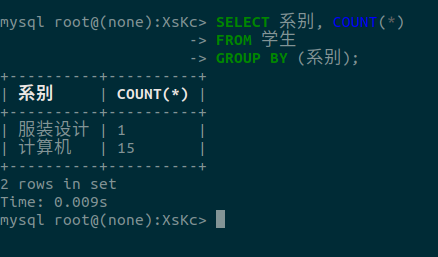 mysql root@(none):XsKc> SELECT 系别, COUNT(*)
-> FROM 学生
-> GROUP BY (系别);
+----------+----------+
| 系别 | COUNT(*) |
+----------+----------+
| 服装设计 | 1 |
| 计算机 | 15 |
+----------+----------+
2 rows in set
Time: 0.009s
mysql root@(none):XsKc>